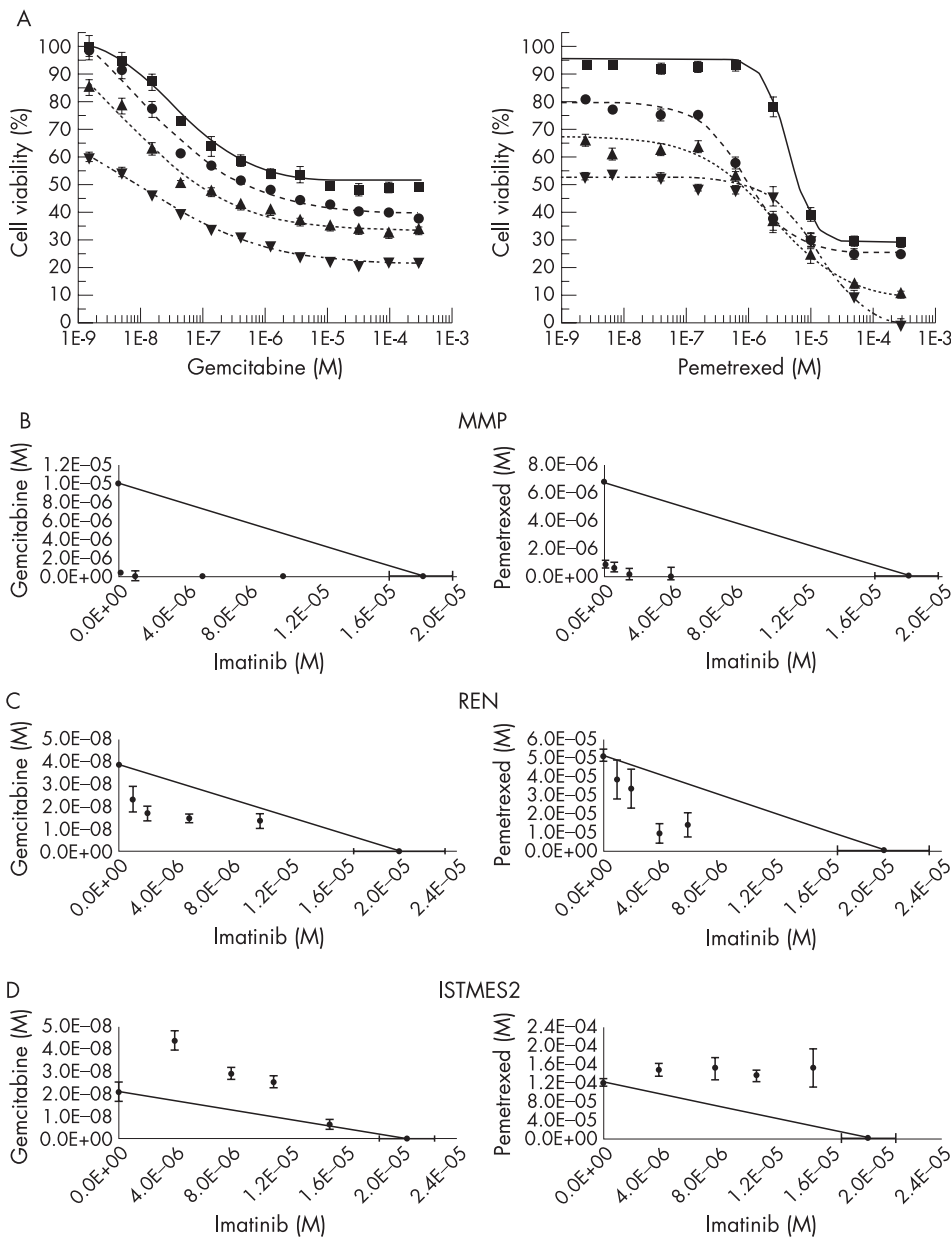 A
Cell viability (%)
100
90
80
70
60
50
40
30
20
10
0
1E-9 1E-8 1E-7 1E-6 1E-5 1E-4 1E-3
Gemcitabine (M)
Cell viability (%)
100
90
80
70
60
50
40
30
20
10
0
1E-9 1E-8 1E-7 1E-6 1E-5 1E-4 1E-3
Pemetrexed (M)
B
MMP
Gemcitabine (M)
1.2E–05
1.0E–05
8.0E–06
6.0E–06
4.0E–06
2.0E–06
0.0E+00
0.0E+00 4.0E–06 8.0E–06 1.2E–05 1.6E–05 2.0E–05
Imatinib (M)
Pemetrexed (M)
8.0E–06
6.0E–06
4.0E–06
2.0E–06
0.0E+00
0.0E+00 4.0E–06 8.0E–06 1.2E–05 1.6E–05 2.0E–05
Imatinib (M)
C
REN
Gemcitabine (M)
5.0E–08
4.0E–08
3.0E–08
2.0E–08
1.0E–08
0.0E+00
0.0E+00 4.0E–06 8.0E–06 1.2E–05 1.6E–05 2.0E–05 2.4E–05
Imatinib (M)
Pemetrexed (M)
6.0E–05
5.0E–05
4.0E–05
3.0E–05
2.0E–05
1.0E–05
0.0E+00
0.0E+00 4.0E–06 8.0E–06 1.2E–05 1.6E–05 2.0E–05 2.4E–05
Imatinib (M)
D
ISTMES2
Gemcitabine (M)
5.0E–08
4.0E–08
3.0E–08
2.0E–08
1.0E–08
0.0E+00
0.0E+00 4.0E–06 8.0E–06 1.2E–05 1.6E–05 2.0E–05 2.4E–05
Imatinib (M)
Pemetrexed (M)
2.4E–04
2.0E–04
1.6E–04
1.2E–04
8.0E–05
4.0E–05
0.0E+00
0.0E+00 4.0E–06 8.0E–06 1.2E–05 1.6E–05 2.0E–05 2.4E–05
Imatinib (M)